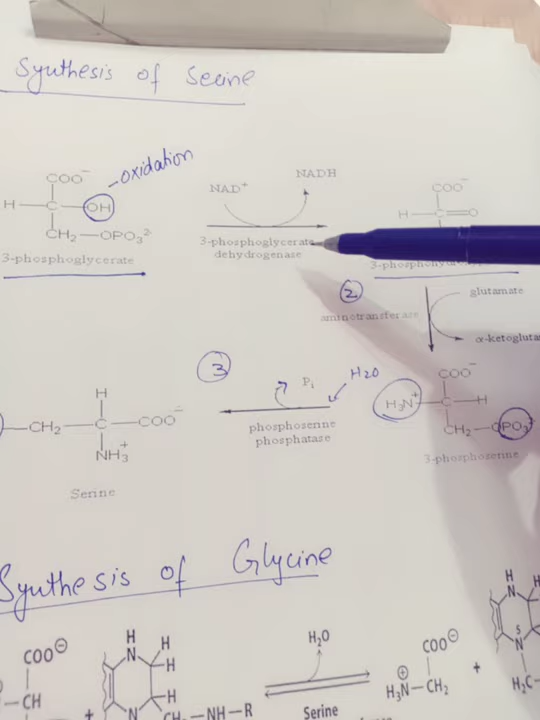 Synthesis of Serine
COO⁻
H—C—OH
oxidation
CH₂—OPO₃²⁻
3-phosphoglycerate
NAD⁺
NADH
3-phosphoglycerate
dehydrogenase
COO⁻
H—C=O
②
glutamate
aminotransferase
COO⁻
H₃N⁺—C—H
CH₂—OPO₃
3-phosphoserine
③
Pi
H2O
phosphoserine
phosphatase
H
—CH₂—C—COO⁻
NH₃⁺
Serine
Synthesis of Glycine
COO⊖
—CH
H
N
H
H
H
N
CH₂—NH—R
H₂O
Serine
COO⊖
H₃N⊕—CH₂
+
+
H
N
H
5
N
H₂C